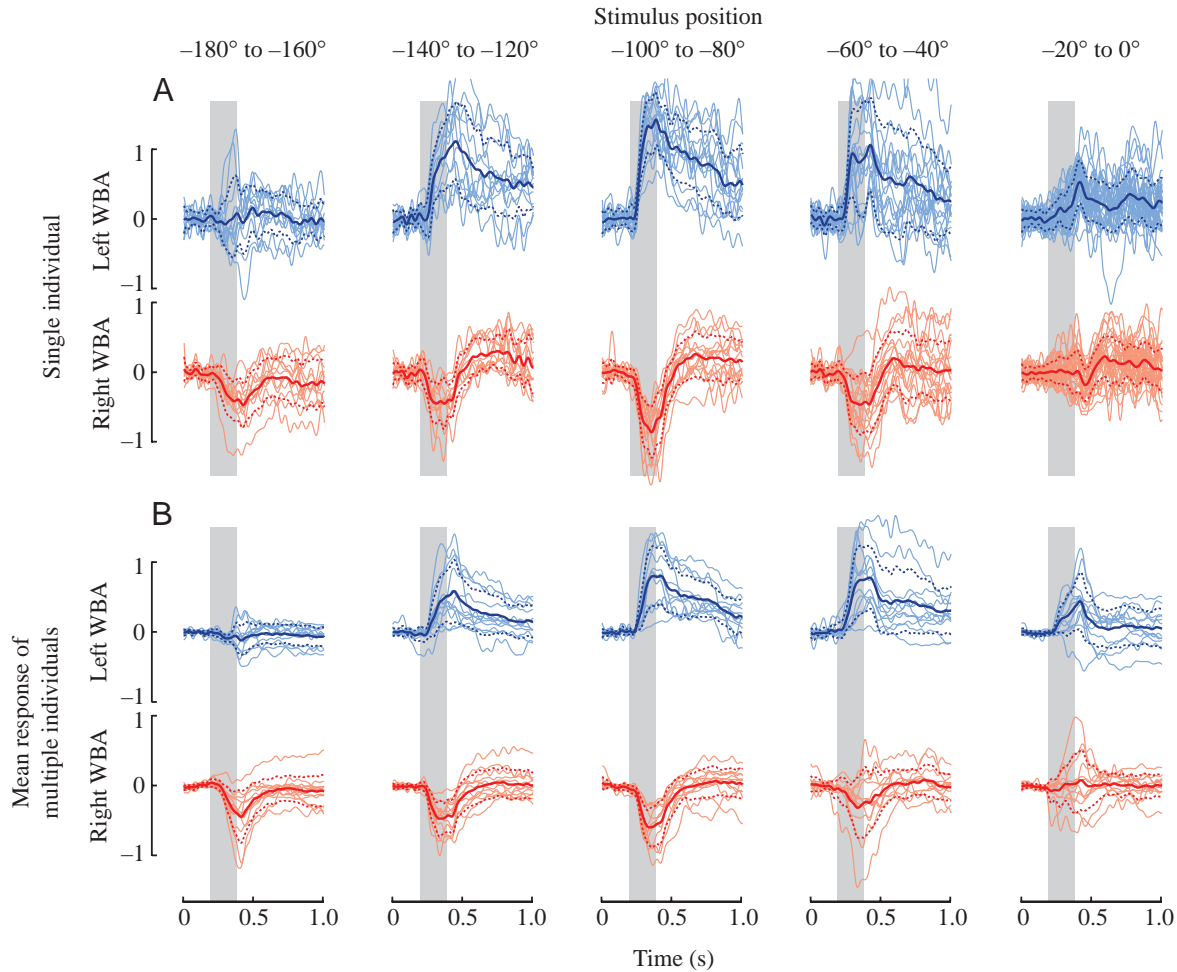 Stimulus position
–180° to –160° –140° to –120° –100° to –80° –60° to –40° –20° to 0°
A
Single individual
Left WBA
1
0
–1
Right WBA
1
0
–1
B
Mean response of
multiple individuals
Left WBA
1
0
–1
Right WBA
1
0
–1
0 0.5 1.0 0 0.5 1.0 0 0.5 1.0 0 0.5 1.0 0 0.5 1.0
Time (s)